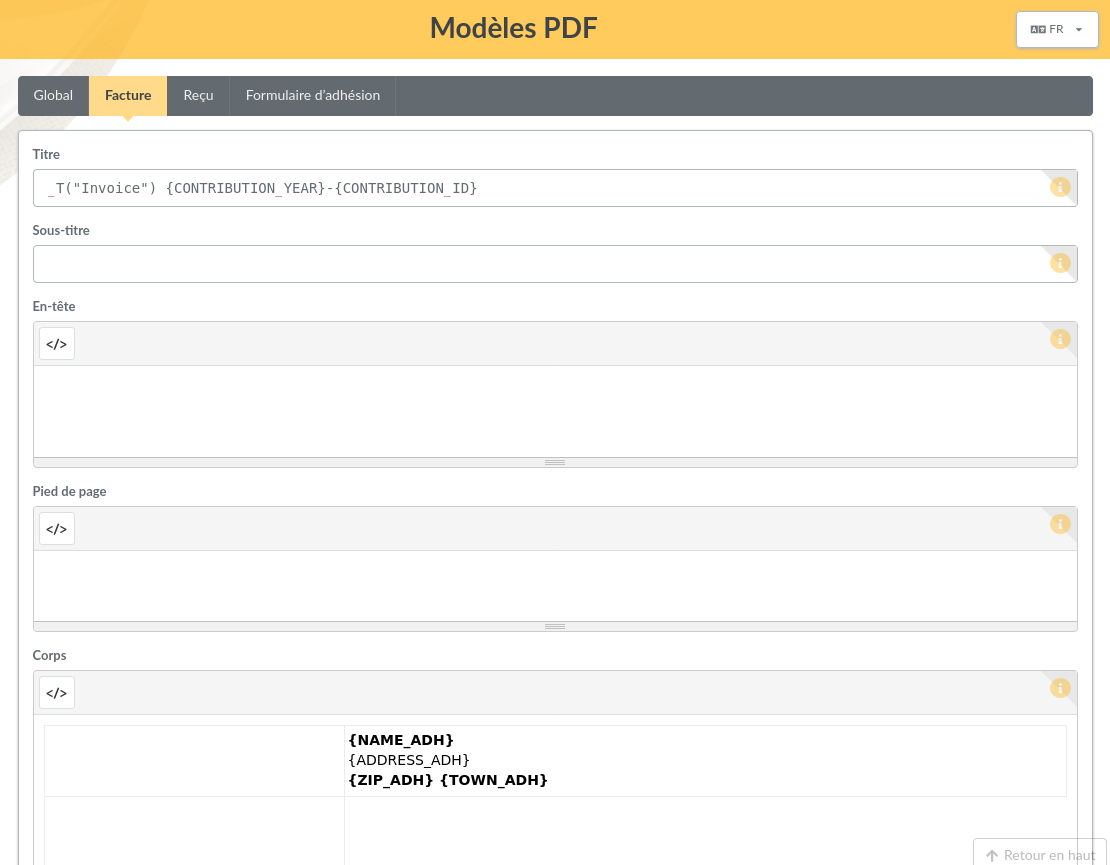 Modèles PDF
FR
Global
Facture
Reçu
Formulaire d'adhésion
Titre
_T("Invoice") {CONTRIBUTION_YEAR}-{CONTRIBUTION_ID}
Sous-titre
En-tête
</>
Pied de page
</>
Corps
</>
{NAME_ADH}
{ADDRESS_ADH}
{ZIP_ADH} {TOWN_ADH}
Retour en haut